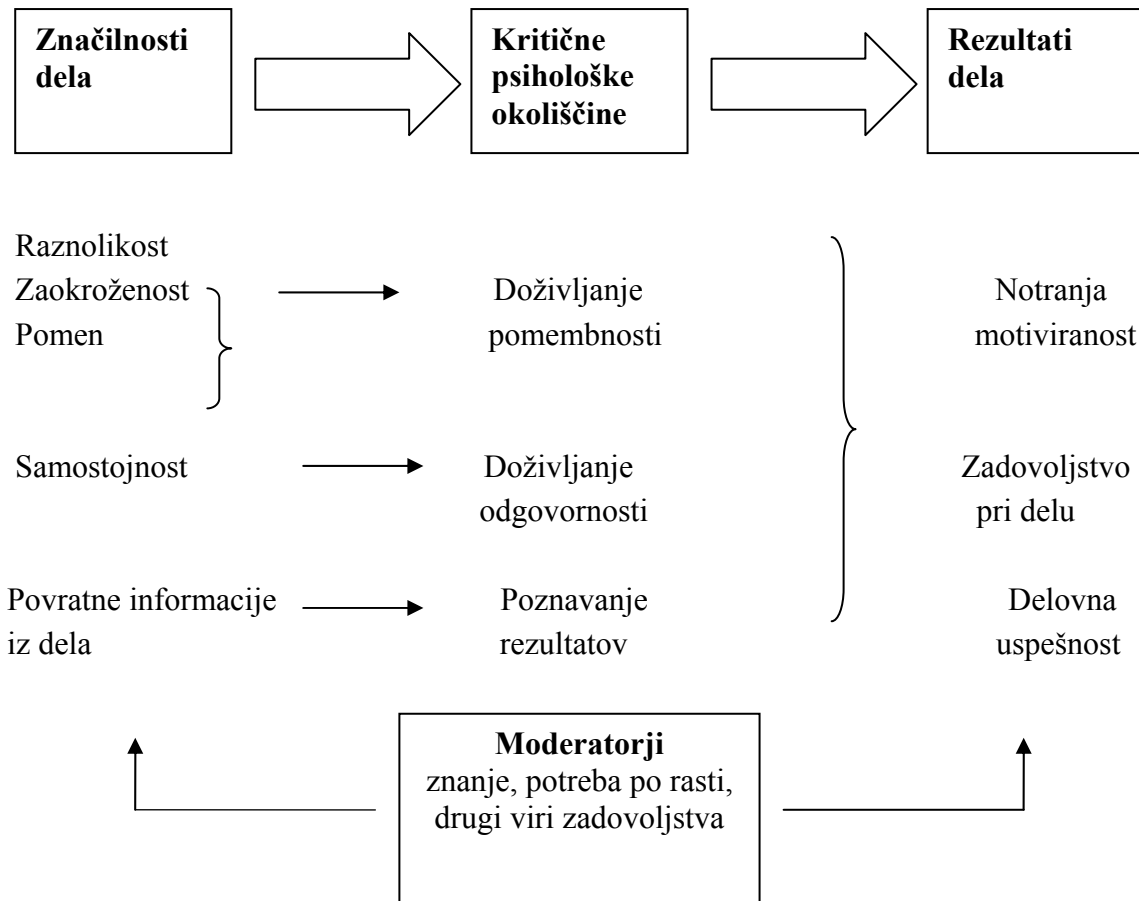 Značilnosti
dela
Kritične
psihološke
okoliščine
Rezultati
dela
Raznolikost
Zaokroženost
Pomen
Doživljanje
pomembnosti
Notranja
motiviranost
Samostojnost
Doživljanje
odgovornosti
Zadovoljstvo
pri delu
Povratne informacije
iz dela
Poznavanje
rezultatov
Delovna
uspešnost
Moderatorji
znanje, potreba po rasti,
drugi viri zadovoljstva